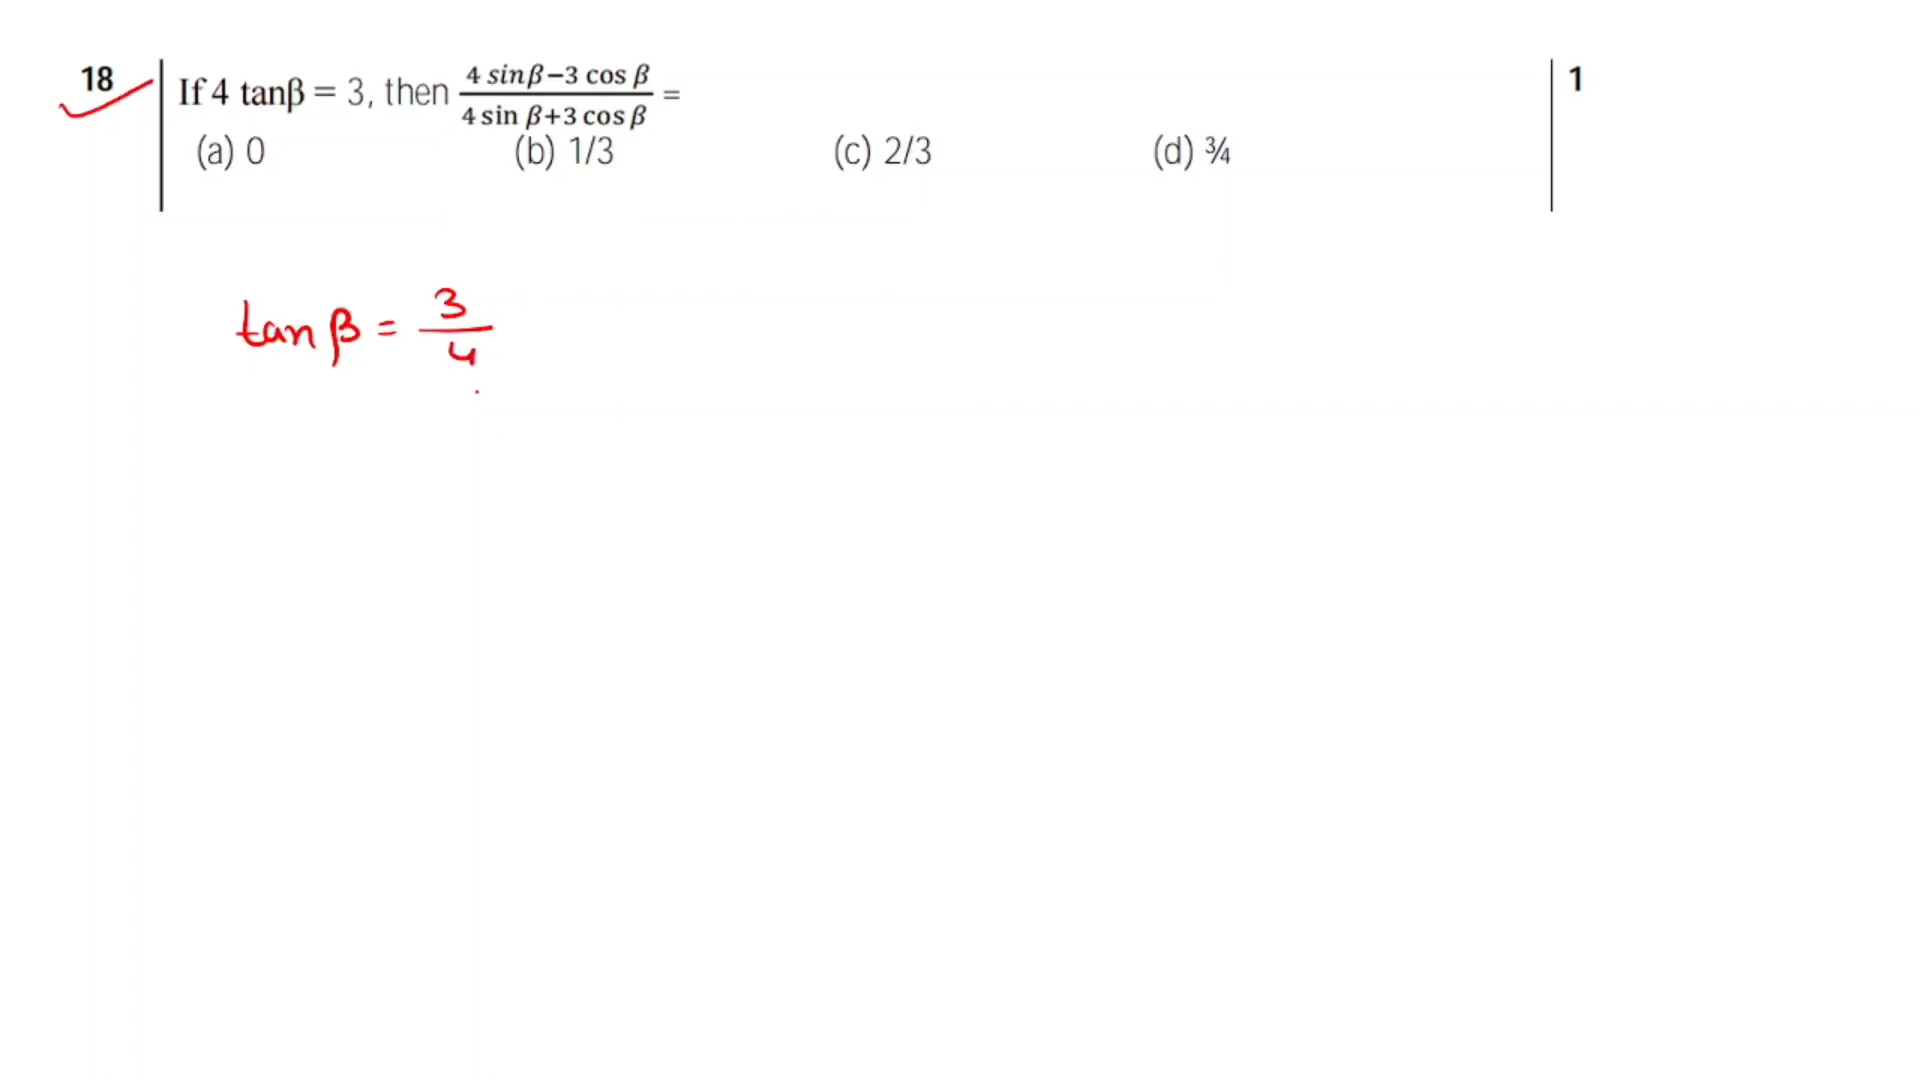 18 If 4 tanβ = 3, then (4 sinβ−3 cos β)/(4 sin β+3 cos β) = 1
(a) 0 (b) 1/3 (c) 2/3 (d) ¾
tan β = 3/4